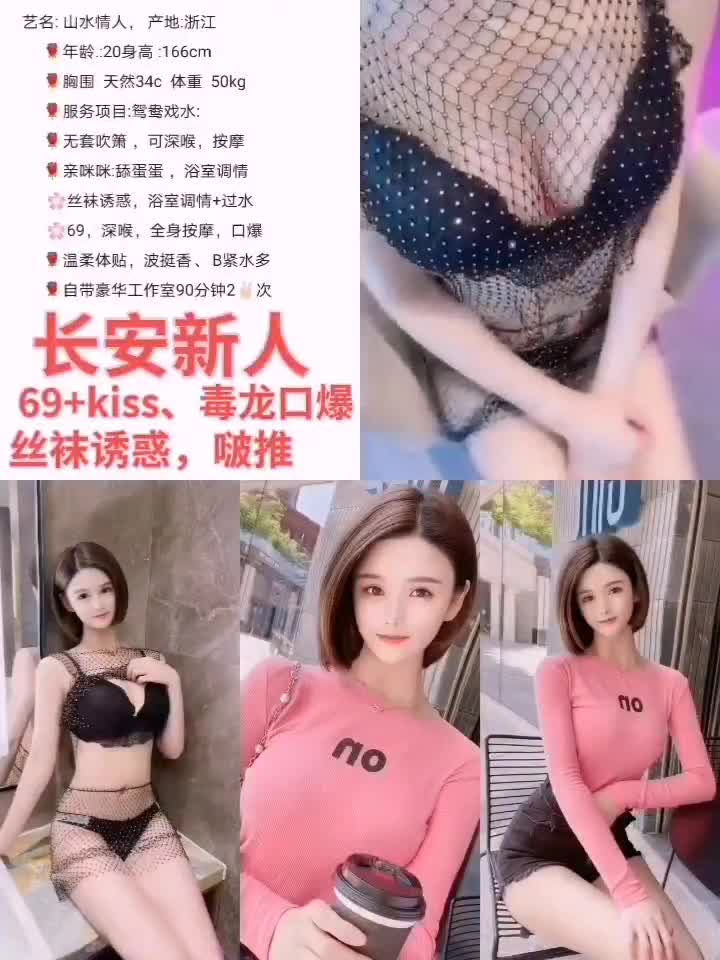 艺名: 山水情人， 产地:浙江
🌹年龄.:20身高 :166cm
🌹胸围 天然34c 体重 50kg
🌹服务项目:鸳鸯戏水:
🌹无套吹箫 ，可深喉，按摩
🌹亲咪咪:舔蛋蛋 ，浴室调情
🌸丝袜诱惑，浴室调情+过水
🌸69，深喉，全身按摩，口爆
🌹温柔体贴，波挺香、B紧水多
🌹自带豪华工作室90分钟2✌🏻次
长安新人
69+kiss、毒龙口爆
丝袜诱惑，啵推
no
no